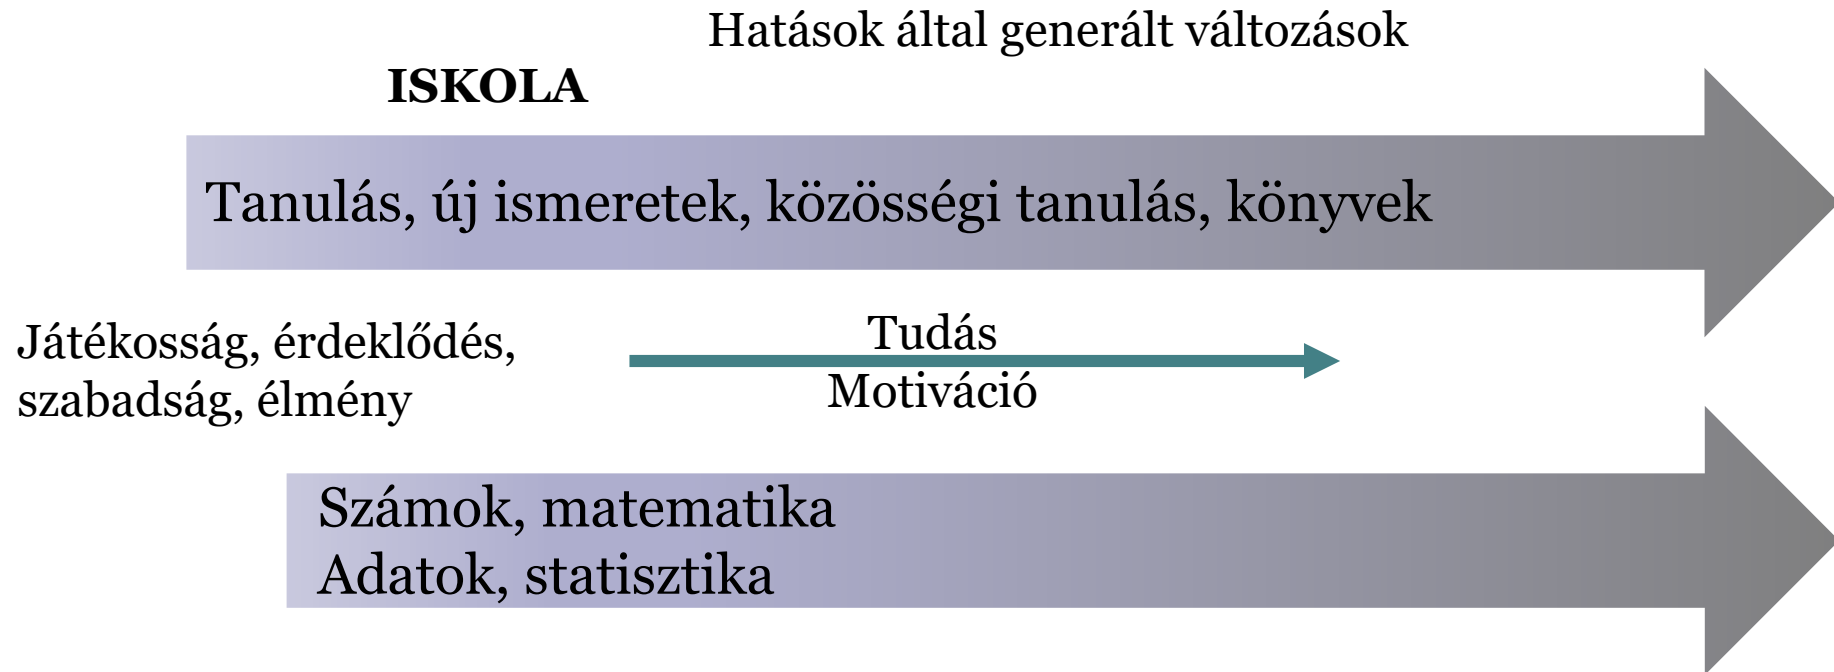 Hatások által generált változások
ISKOLA
Tanulás, új ismeretek, közösségi tanulás, könyvek
Játékosság, érdeklődés,
szabadság, élmény
Tudás
Motiváció
Számok, matematika
Adatok, statisztika